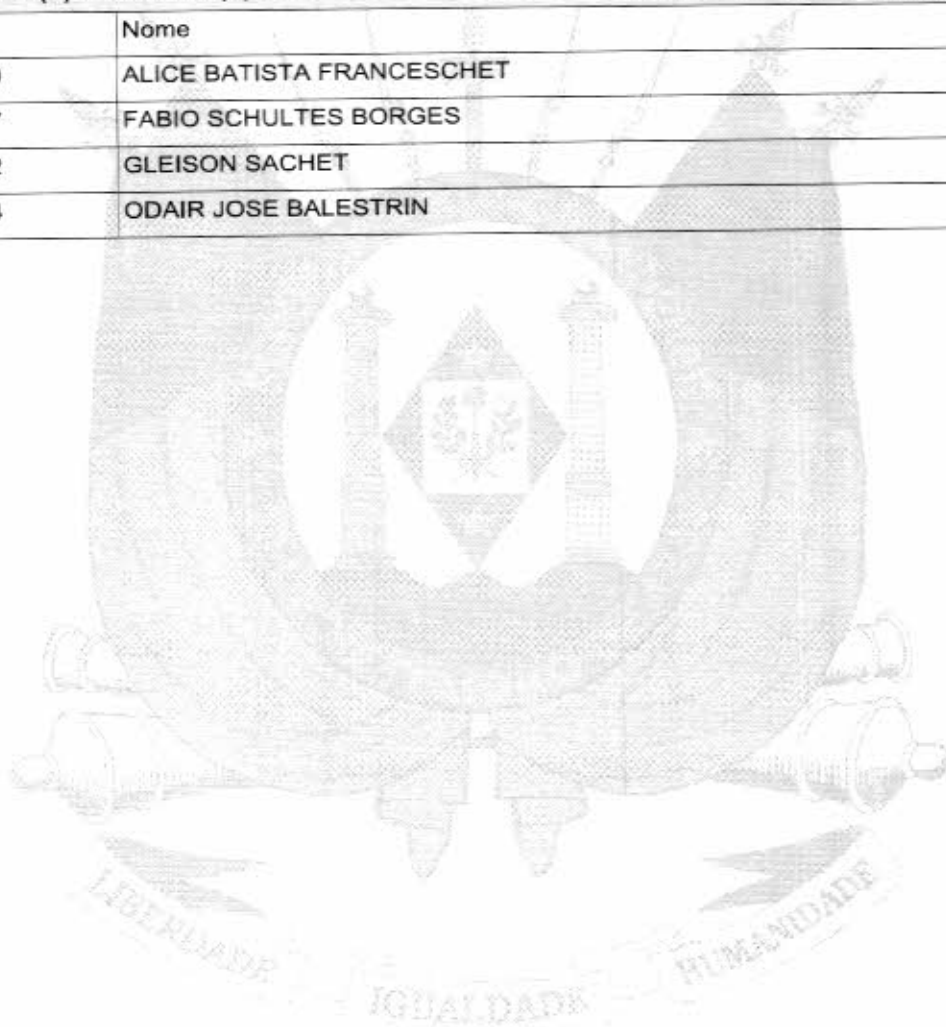 Nome
ALICE BATISTA FRANCESCHET
FABIO SCHULTES BORGES
GLEISON SACHET
ODAIR JOSE BALESTRIN
LIBERDADE
IGUALDADE
HUMANIDADE